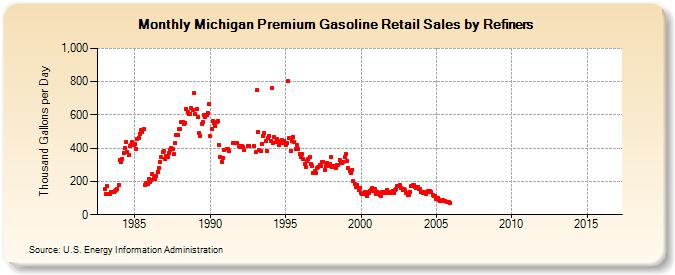 Monthly Michigan Premium Gasoline Retail Sales by Refiners
Thousand Gallons per Day
1,000
800
600
400
200
0
1985 1990 1995 2000 2005 2010 2015
Source: U.S. Energy Information Administration